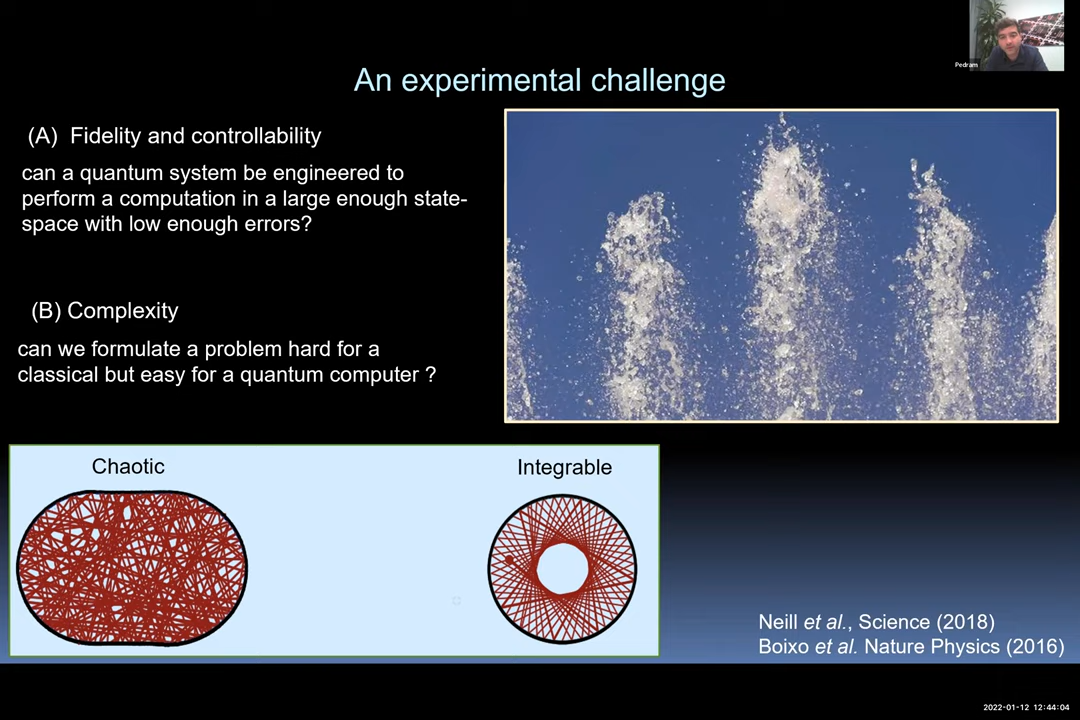 Pedram
An experimental challenge
(A) Fidelity and controllability
can a quantum system be engineered to
perform a computation in a large enough state-
space with low enough errors?
(B) Complexity
can we formulate a problem hard for a
classical but easy for a quantum computer ?
Chaotic
Integrable
Neill et al., Science (2018)
Boixo et al. Nature Physics (2016)
2022-01-12 12:44:04